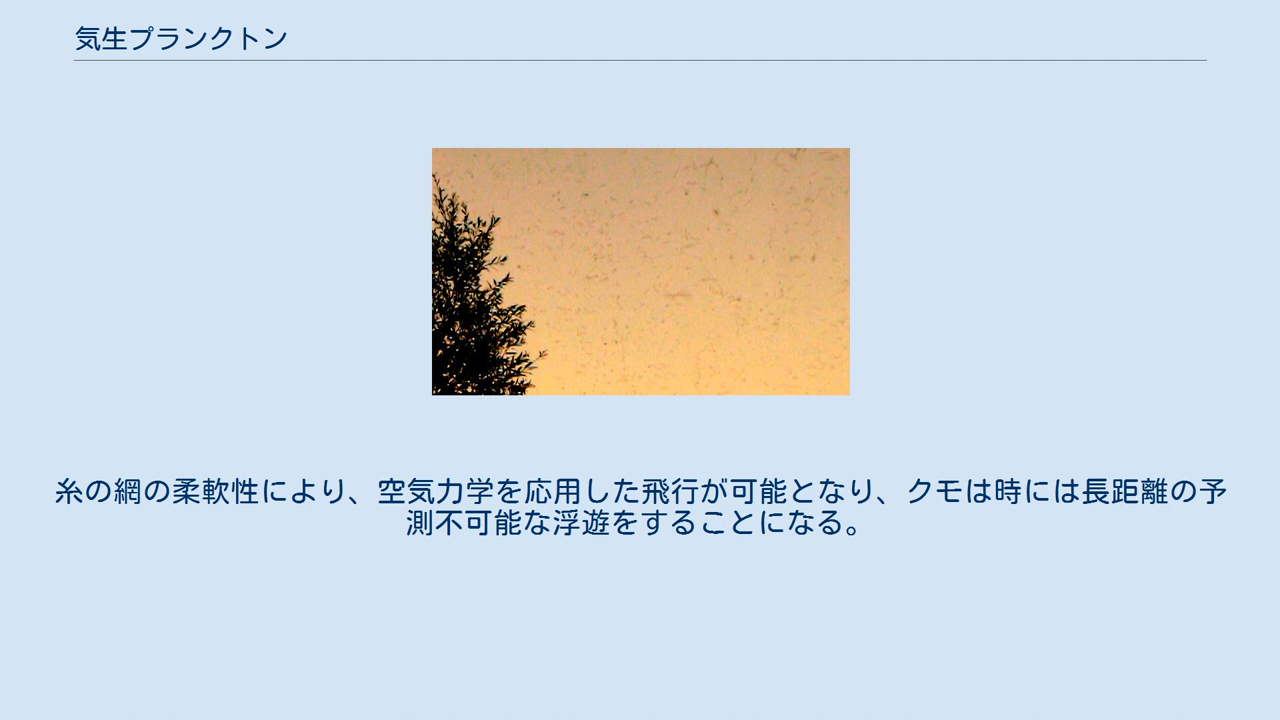 気生プランクトン
糸の網の柔軟性により、空気力学を応用した飛行が可能となり、クモは時には長距離の予
測不可能な浮遊をすることになる。